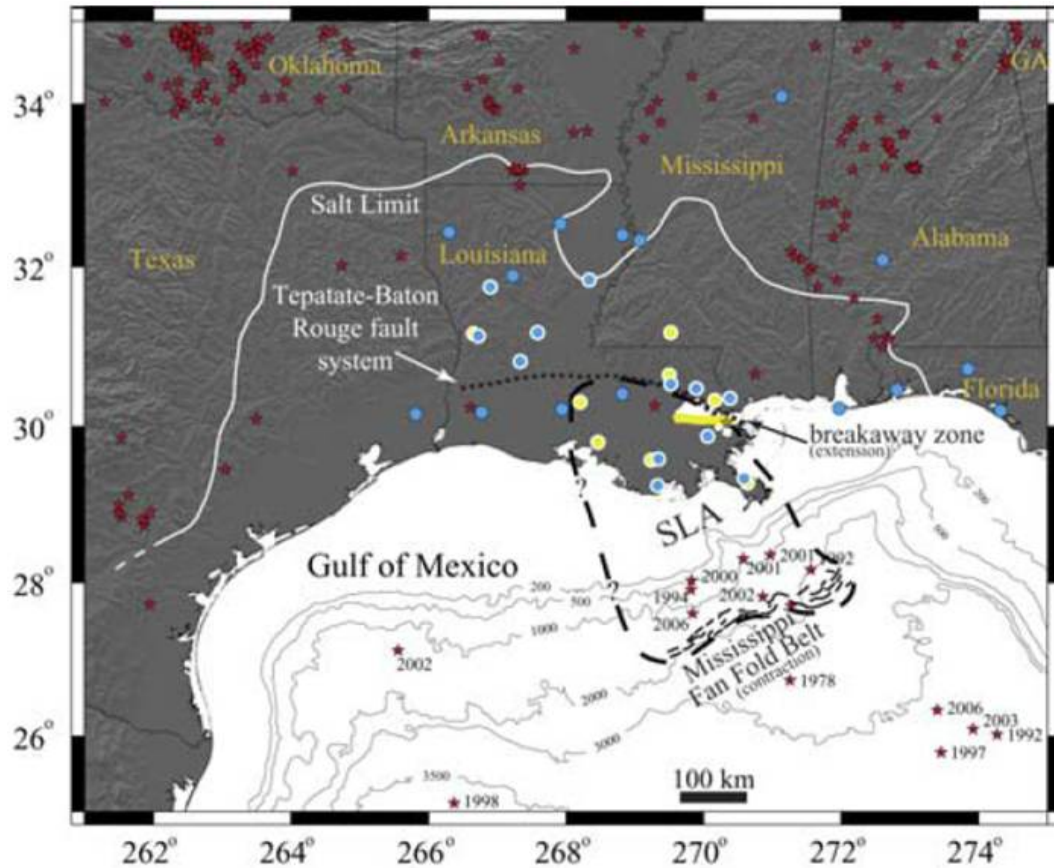 Oklahoma
GA
34°
Arkansas
Mississippi
Salt Limit
Alabama
32°
Texas
Louisiana
Tepatate-Baton
Rouge fault
system
Florida
30°
breakaway zone
(extension)
200
500
?
SLA
Gulf of Mexico
28°
200
500
1000
2000
3000
3500
?
2000
1994
2006
2001
2001
1992
2002
Mississippi
Fan Fold Belt
(contraction)
2002
1978
2006
2003
1992
1997
26°
100 km
1998
262°
264°
266°
268°
270°
272°
274°